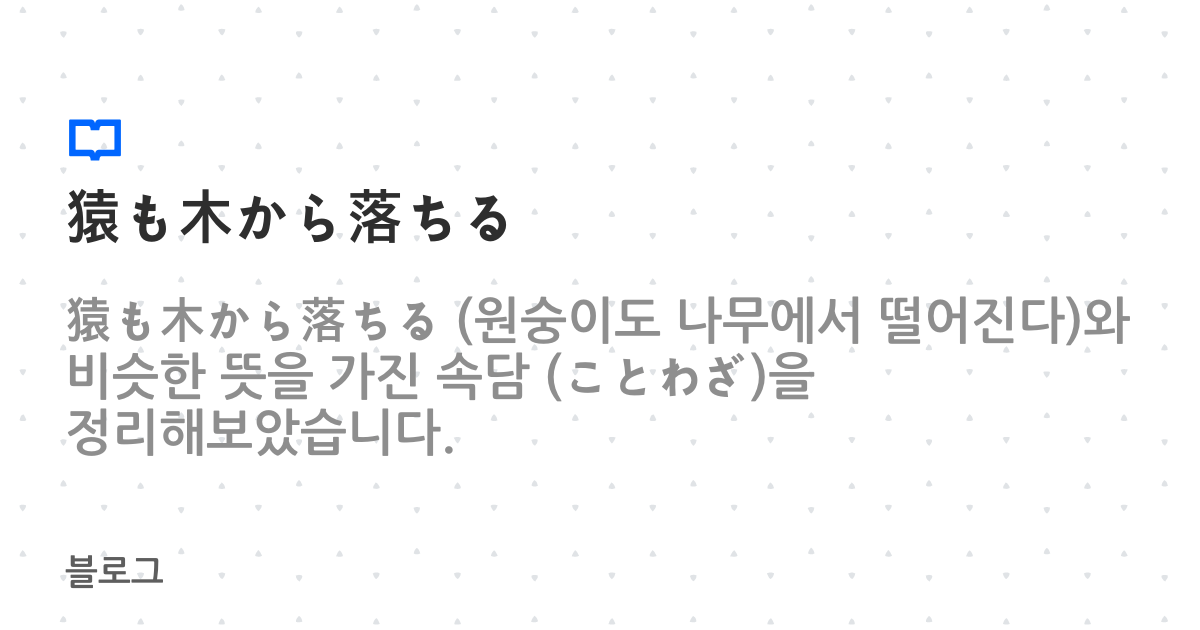 猿も木から落ちる
猿も木から落ちる (원숭이도 나무에서 떨어진다)와
비슷한 뜻을 가진 속담 (ことわざ)을
정리해보았습니다.
블로그